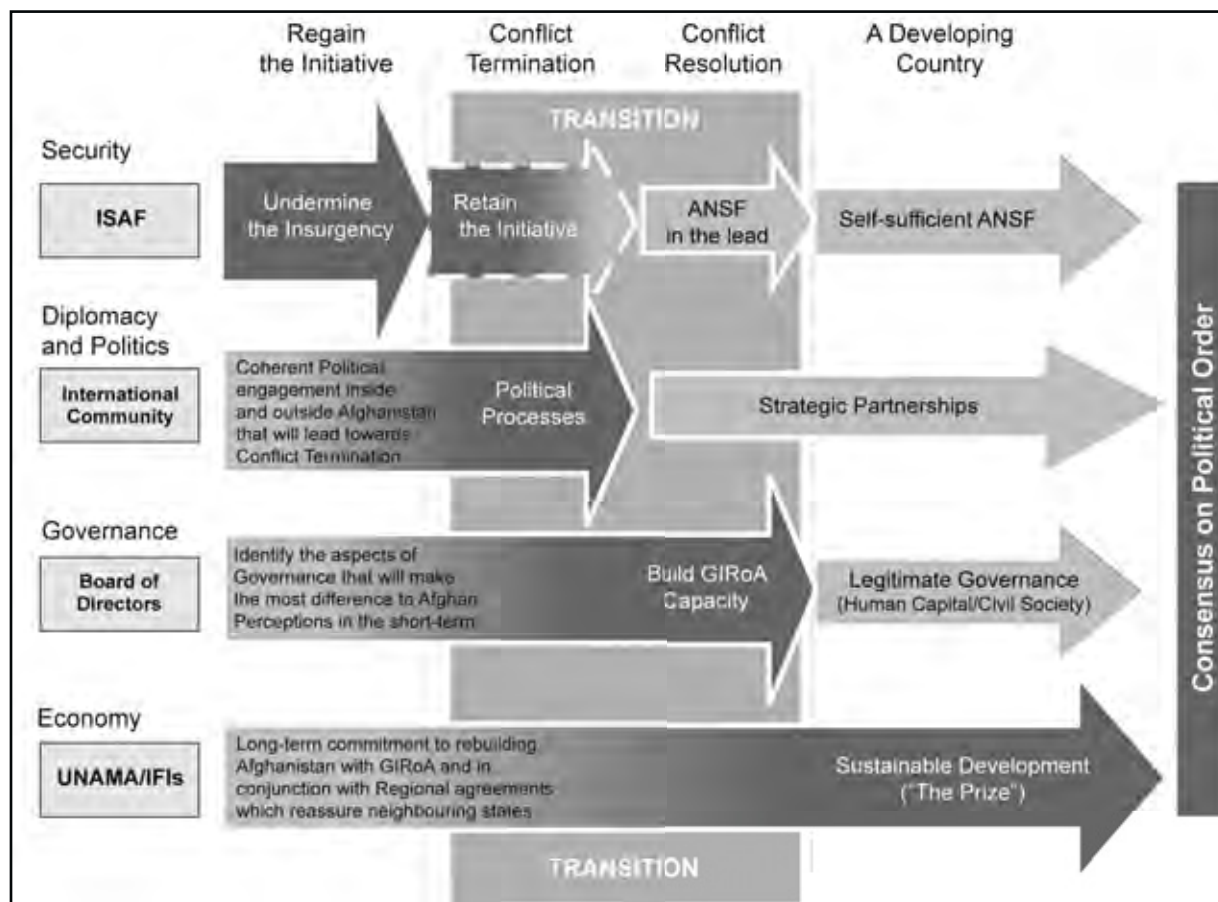 Regain
the Initiative
Conflict
Termination
Conflict
Resolution
A Developing
Country
TRANSITION
Security
ISAF
Undermine
the Insurgency
Retain
the Initiative
ANSF
in the lead
Self-sufficient ANSF
Diplomacy
and Politics
International
Community
Coherent Political
engagement inside
and outside Afghanistan
that will lead towards
Conflict Termination
Political
Processes
Strategic Partnerships
Governance
Board of
Directors
Identify the aspects of
Governance that will make
the most difference to Afghan
Perceptions in the short-term
Build GIRoA
Capacity
Legitimate Governance
(Human Capital/Civil Society)
Economy
UNAMA/IFIs
Long-term commitment to rebuilding
Afghanistan with GIRoA and in
conjunction with Regional agreements
which reassure neighbouring states
Sustainable Development
("The Prize")
TRANSITION
Consensus on Political Order